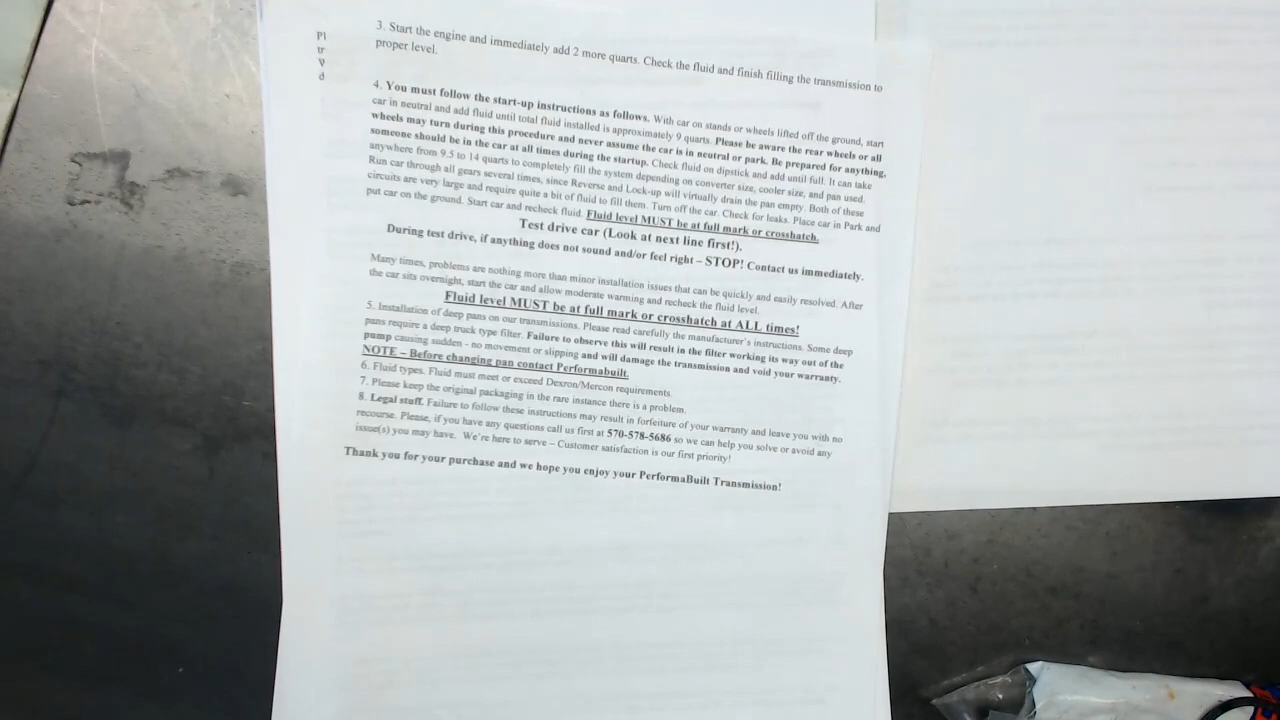 Pl
tr
d
3. Start the engine and immediately add 2 more quarts. Check the fluid and finish filling the transmission to
proper level.
4. You must follow the start-up instructions as follows. With car on stands or wheels lifted off the ground, start
car in neutral and add fluid until total fluid installed is approximately 9 quarts. Please be aware the rear wheels or all
wheels may turn during this procedure and never assume the car is in neutral or park. Be prepared for anything,
someone should be in the car at all times during the startup. Check fluid on dipstick and add until full. It can take
anywhere from 9.5 to 14 quarts to completely fill the system depending on converter size, cooler size, and pan used.
Run car through all gears several times, since Reverse and Lock-up will virtually drain the pan empty. Both of these
circuits are very large and require quite a bit of fluid to fill them. Turn off the car. Check for leaks. Place car in Park and
put car on the ground. Start car and recheck fluid. Fluid level MUST be at full mark or crosshatch.
Test drive car (Look at next line first!).
During test drive, if anything does not sound and/or feel right – STOP! Contact us immediately.
Many times, problems are nothing more than minor installation issues that can be quickly and easily resolved. After
the car sits overnight, start the car and allow moderate warming and recheck the fluid level.
Fluid level MUST be at full mark or crosshatch at ALL times!
5. Installation of deep pans on our transmissions. Please read carefully the manufacturer's instructions. Some deep
pans require a deep truck type filter. Failure to observe this will result in the filter working its way out of the
pump causing sudden - no movement or slipping and will damage the transmission and void your warranty.
NOTE – Before changing pan contact Performabuilt.
6. Fluid types. Fluid must meet or exceed Dexron/Mercon requirements.
7. Please keep the original packaging in the rare instance there is a problem.
8. Legal stuff. Failure to follow these instructions may result in forfeiture of your warranty and leave you with no
recourse. Please, if you have any questions call us first at 570-578-5686 so we can help you solve or avoid any
issue(s) you may have. We're here to serve – Customer satisfaction is our first priority!
Thank you for your purchase and we hope you enjoy your PerformaBuilt Transmission!